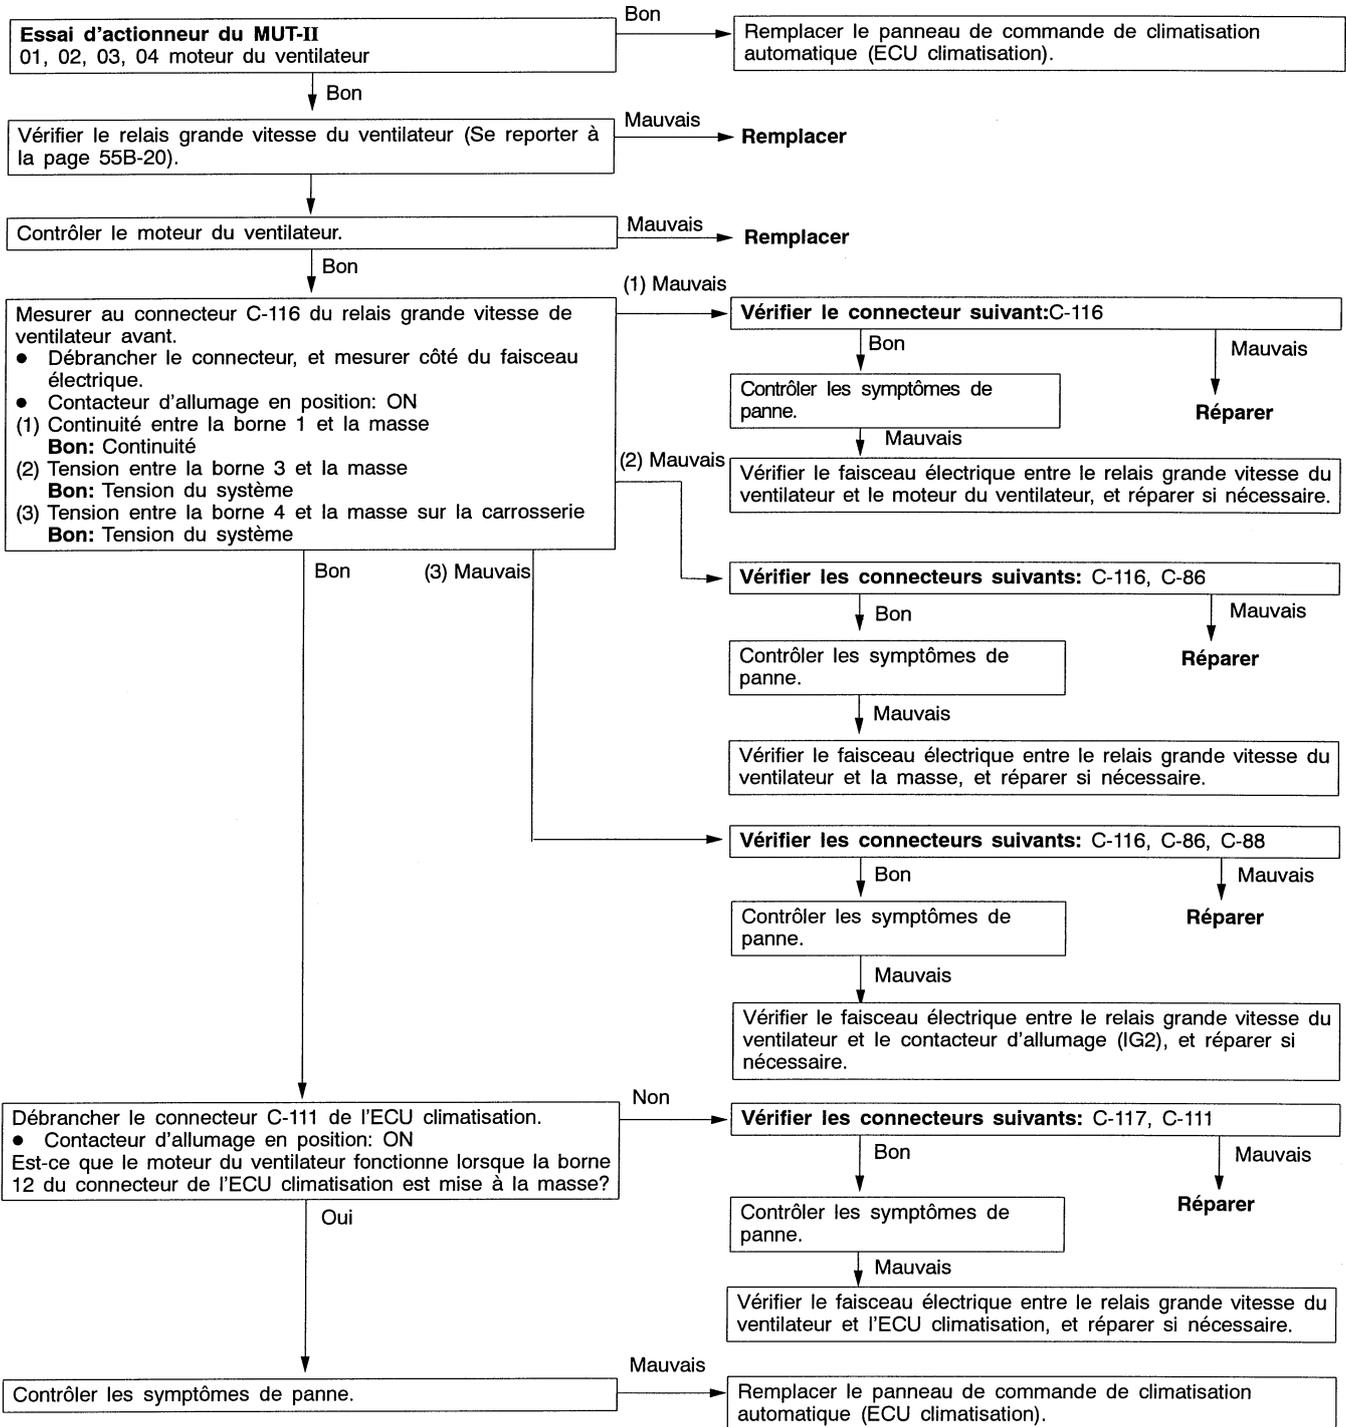 Essai d'actionneur du MUT-II
01, 02, 03, 04 moteur du ventilateur
Bon
Remplacer le panneau de commande de climatisation
automatique (ECU climatisation).
Bon
Vérifier le relais grande vitesse du ventilateur (Se reporter à
la page 55B-20).
Mauvais
Remplacer
Contrôler le moteur du ventilateur.
Mauvais
Remplacer
Bon
Mesurer au connecteur C-116 du relais grande vitesse de
ventilateur avant.
● Débrancher le connecteur, et mesurer côté du faisceau
électrique.
● Contacteur d'allumage en position: ON
(1) Continuité entre la borne 1 et la masse
Bon: Continuité
(2) Tension entre la borne 3 et la masse
Bon: Tension du système
(3) Tension entre la borne 4 et la masse sur la carrosserie
Bon: Tension du système
(1) Mauvais
Vérifier le connecteur suivant:C-116
Bon
Mauvais
Contrôler les symptômes de
panne.
Réparer
Mauvais
Vérifier le faisceau électrique entre le relais grande vitesse du
ventilateur et le moteur du ventilateur, et réparer si nécessaire.
(2) Mauvais
Vérifier les connecteurs suivants: C-116, C-86
Bon
Mauvais
Contrôler les symptômes de
panne.
Réparer
Mauvais
Vérifier le faisceau électrique entre le relais grande vitesse du
ventilateur et la masse, et réparer si nécessaire.
Bon
(3) Mauvais
Vérifier les connecteurs suivants: C-116, C-86, C-88
Bon
Mauvais
Contrôler les symptômes de
panne.
Réparer
Mauvais
Vérifier le faisceau électrique entre le relais grande vitesse du
ventilateur et le contacteur d'allumage (IG2), et réparer si
nécessaire.
Débrancher le connecteur C-111 de l'ECU climatisation.
● Contacteur d'allumage en position: ON
Est-ce que le moteur du ventilateur fonctionne lorsque la borne
12 du connecteur de l'ECU climatisation est mise à la masse?
Non
Vérifier les connecteurs suivants: C-117, C-111
Bon
Mauvais
Contrôler les symptômes de
panne.
Réparer
Mauvais
Vérifier le faisceau électrique entre le relais grande vitesse du
ventilateur et l'ECU climatisation, et réparer si nécessaire.
Oui
Contrôler les symptômes de panne.
Mauvais
Remplacer le panneau de commande de climatisation
automatique (ECU climatisation).